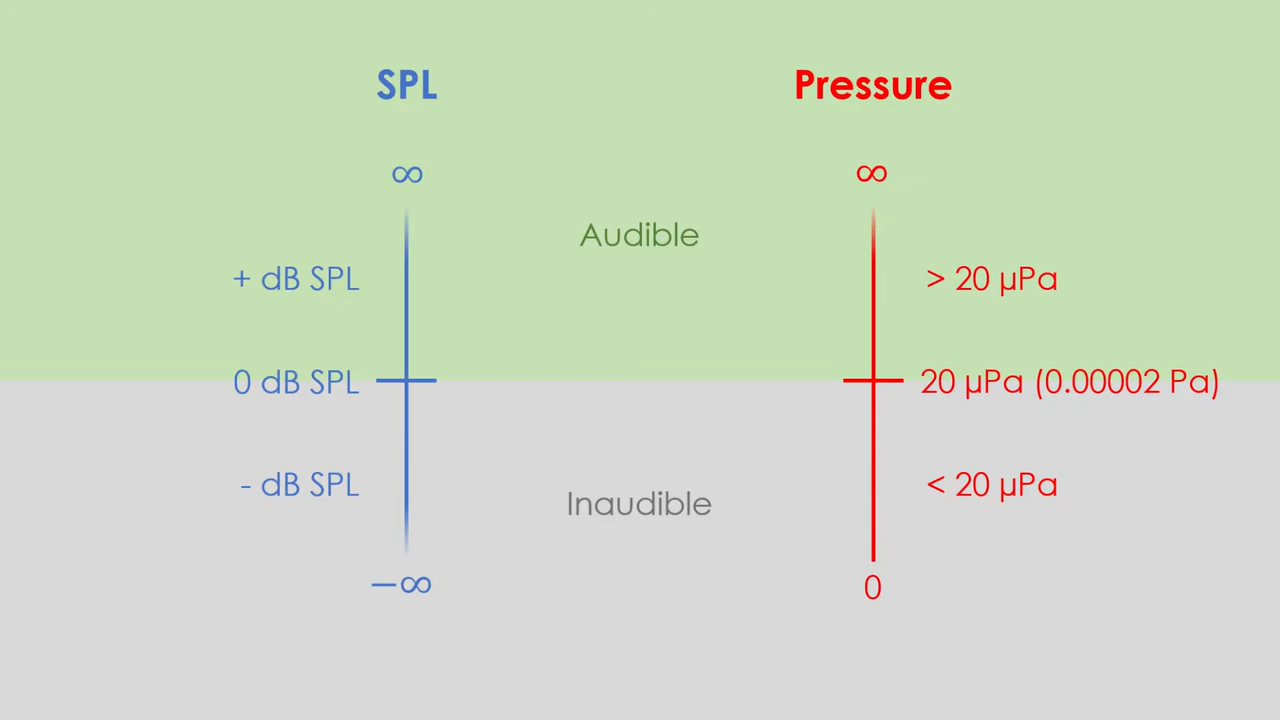 SPL
Pressure
∞
∞
Audible
+ dB SPL
> 20 µPa
0 dB SPL
20 µPa (0.00002 Pa)
- dB SPL
< 20 µPa
Inaudible
−∞
0